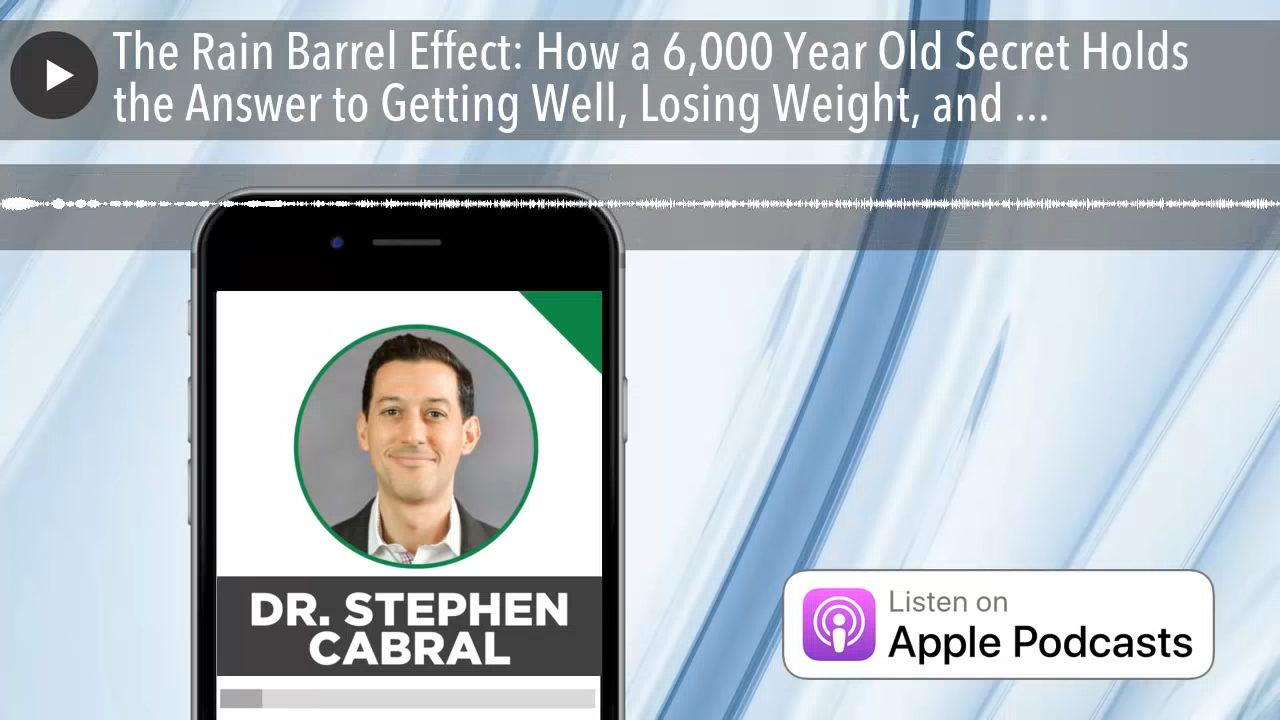 The Rain Barrel Effect: How a 6,000 Year Old Secret Holds
the Answer to Getting Well, Losing Weight, and ...
DR. STEPHEN
CABRAL
Listen on
Apple Podcasts